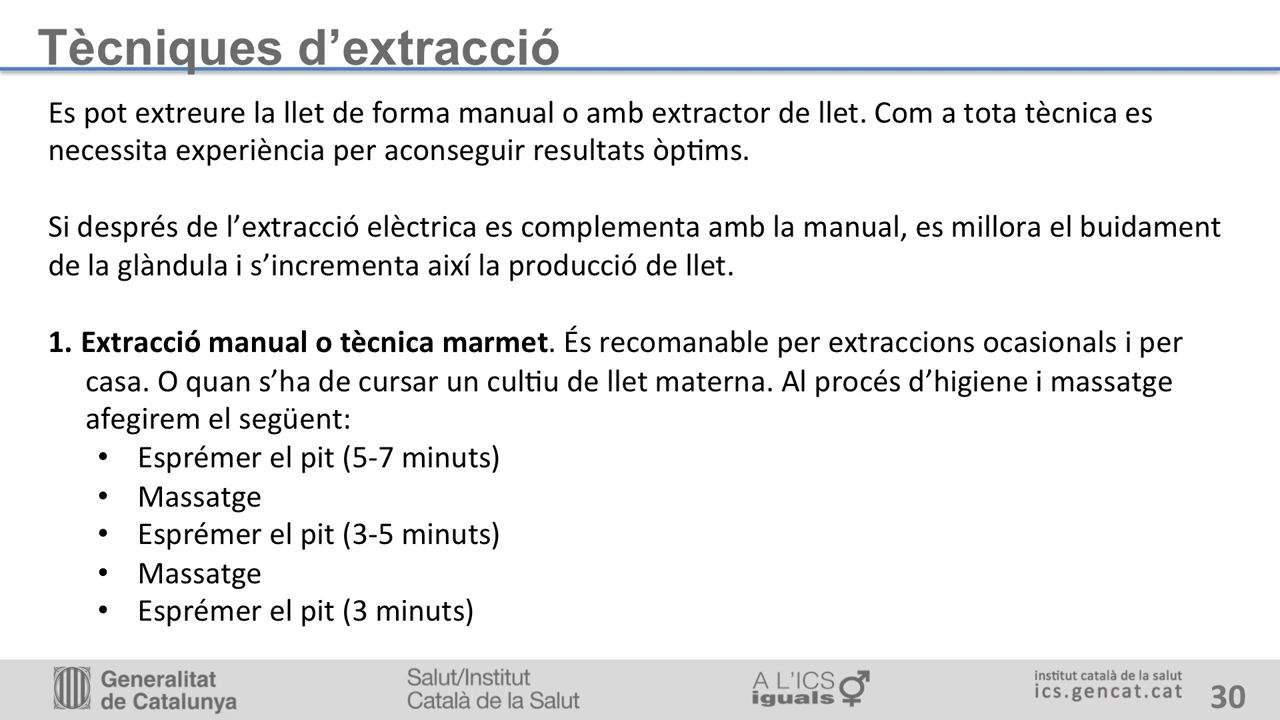 Tècniques d’extracció
Es pot extreure la llet de forma manual o amb extractor de llet. Com a tota tècnica es
necessita experiència per aconseguir resultats òptims.
Si després de l’extracció elèctrica es complementa amb la manual, es millora el buidament
de la glàndula i s’incrementa així la producció de llet.
1. Extracció manual o tècnica marmet. És recomanable per extraccions ocasionals i per
casa. O quan s’ha de cursar un cultiu de llet materna. Al procés d’higiene i massatge
afegirem el següent:
• Esprémer el pit (5-7 minuts)
• Massatge
• Esprémer el pit (3-5 minuts)
• Massatge
• Esprémer el pit (3 minuts)
Generalitat
de Catalunya
Salut/Institut
Català de la Salut
A L'ICS
iguals
institut català de la salut
ics.gencat.cat
30